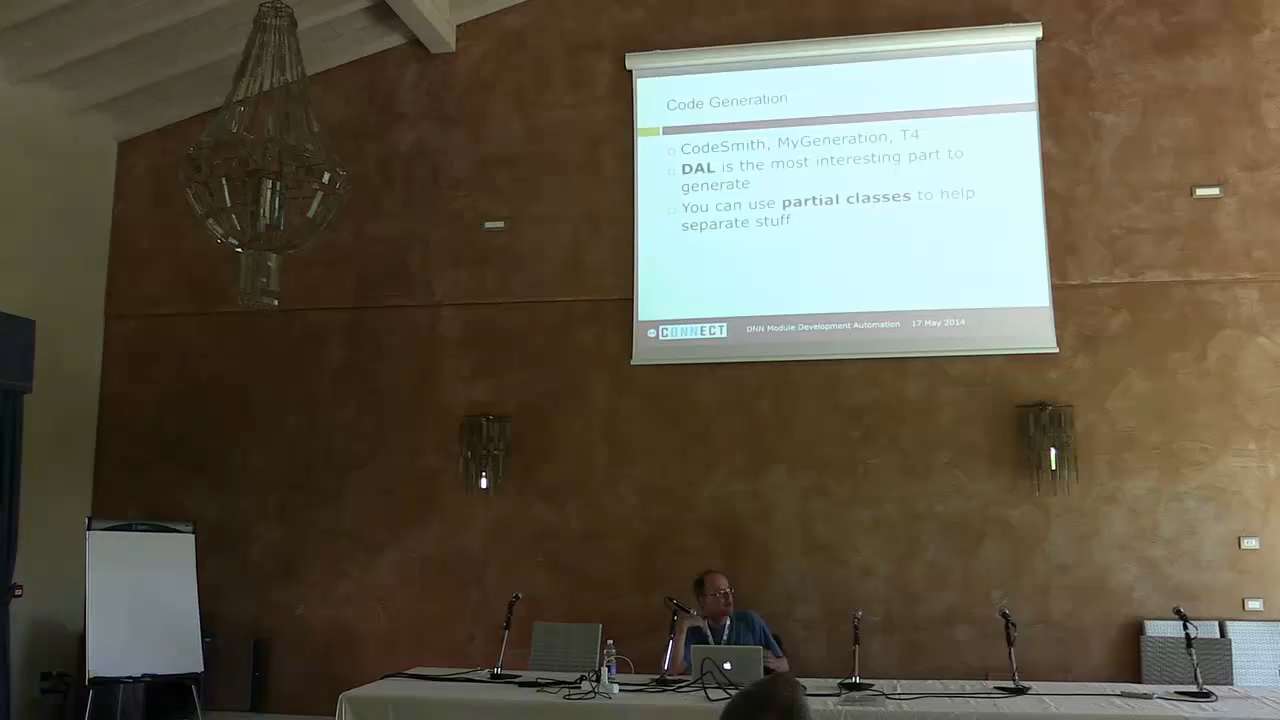 Code Generation
CodeSmith, MyGeneration, T4
DAL is the most interesting part to
generate
You can use partial classes to help
separate stuff
CONNECT DNN Module Development Automation 17 May 2014